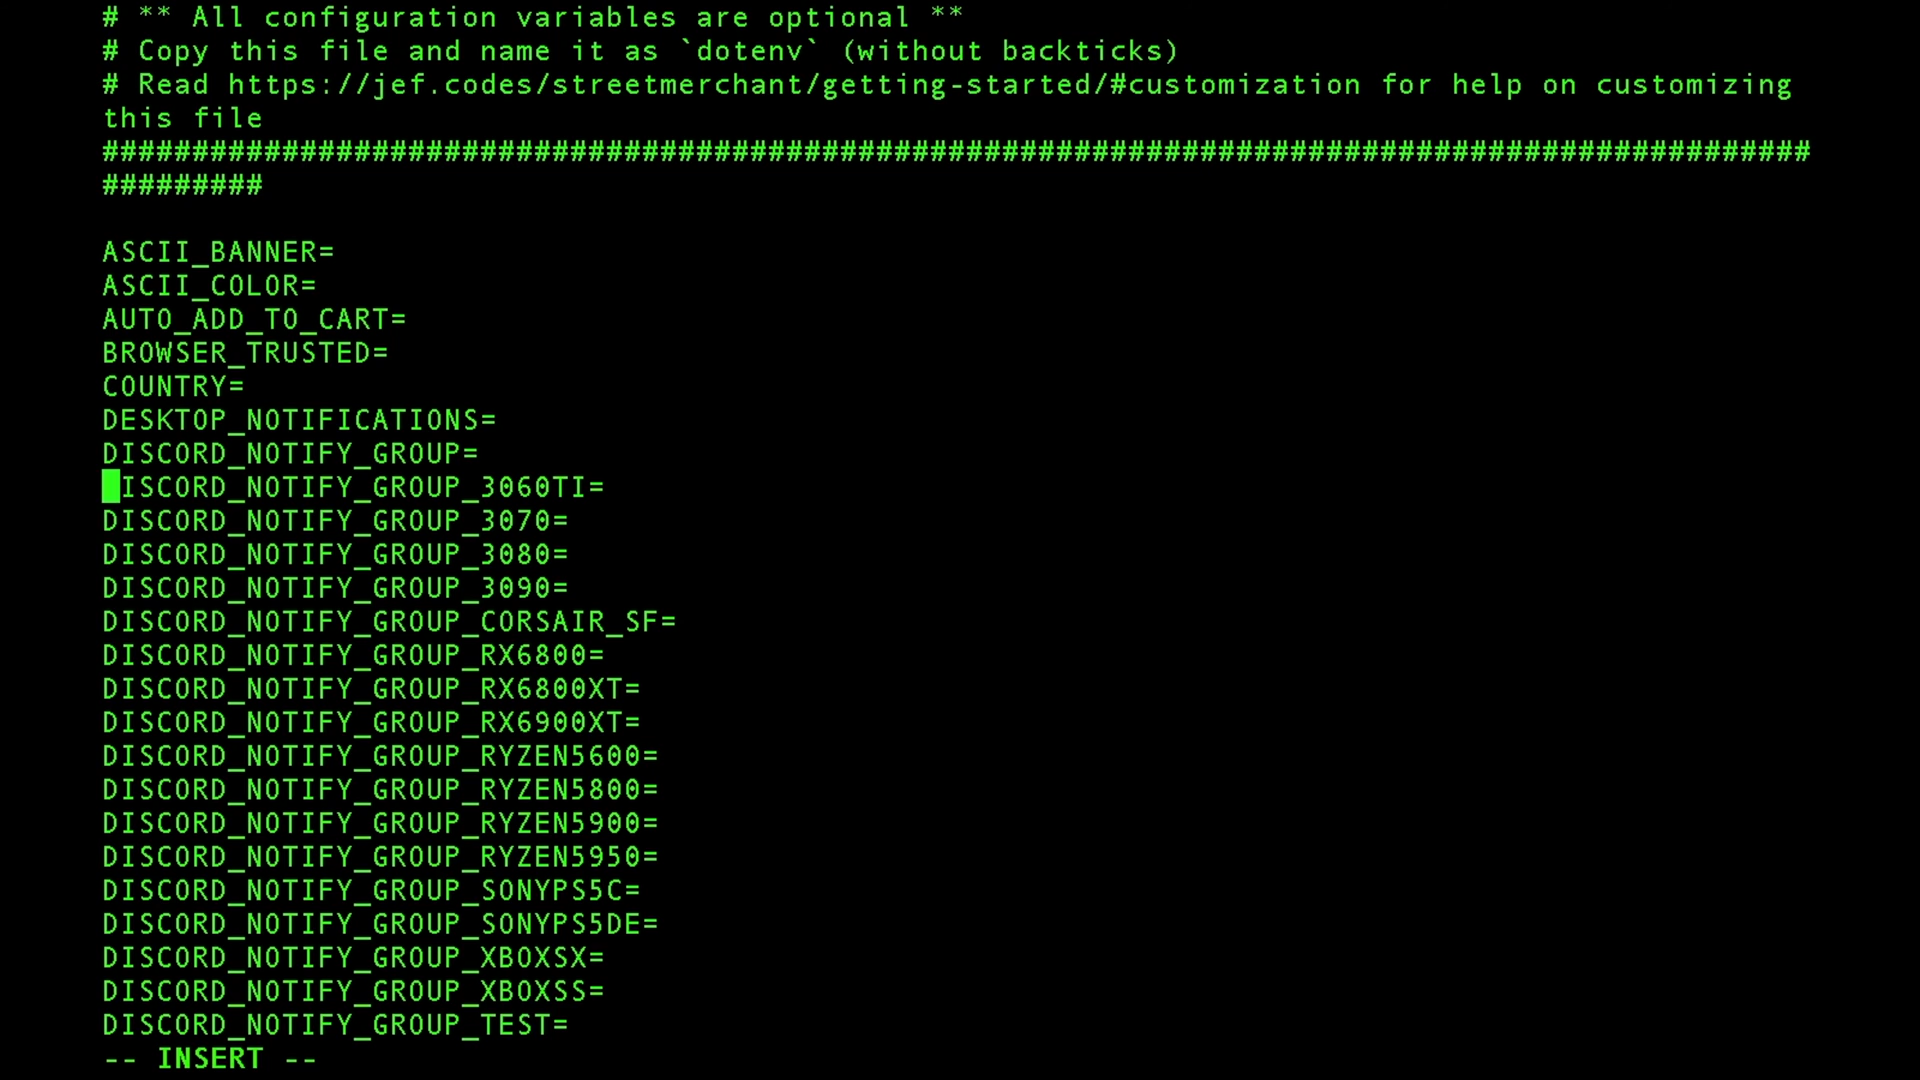 # ** All configuration variables are optional **
# Copy this file and name it as `dotenv` (without backticks)
# Read https://jef.codes/streetmerchant/getting-started/#customization for help on customizing
this file
###############################################################################################
#########
ASCII_BANNER=
ASCII_COLOR=
AUTO_ADD_TO_CART=
BROWSER_TRUSTED=
COUNTRY=
DESKTOP_NOTIFICATIONS=
DISCORD_NOTIFY_GROUP=
ISCORD_NOTIFY_GROUP_3060TI=
DISCORD_NOTIFY_GROUP_3070=
DISCORD_NOTIFY_GROUP_3080=
DISCORD_NOTIFY_GROUP_3090=
DISCORD_NOTIFY_GROUP_CORSAIR_SF=
DISCORD_NOTIFY_GROUP_RX6800=
DISCORD_NOTIFY_GROUP_RX6800XT=
DISCORD_NOTIFY_GROUP_RX6900XT=
DISCORD_NOTIFY_GROUP_RYZEN5600=
DISCORD_NOTIFY_GROUP_RYZEN5800=
DISCORD_NOTIFY_GROUP_RYZEN5900=
DISCORD_NOTIFY_GROUP_RYZEN5950=
DISCORD_NOTIFY_GROUP_SONYPS5C=
DISCORD_NOTIFY_GROUP_SONYPS5DE=
DISCORD_NOTIFY_GROUP_XBOXSX=
DISCORD_NOTIFY_GROUP_XBOXSS=
DISCORD_NOTIFY_GROUP_TEST=
-- INSERT --